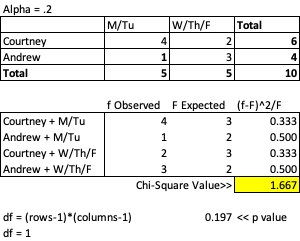 Alpha = .2
M/Tu W/Th/F Total
Courtney 4 2 6
Andrew 1 3 4
Total 5 5 10
f Observed F Expected (f-F)^2/F
Courtney + M/Tu 4 3 0.333
Andrew + M/Tu 1 2 0.500
Courtney + W/Th/F 2 3 0.333
Andrew + W/Th/F 3 2 0.500
Chi-Square Value>> 1.667
df = (rows-1)*(columns-1) 0.197 << p value
df = 1